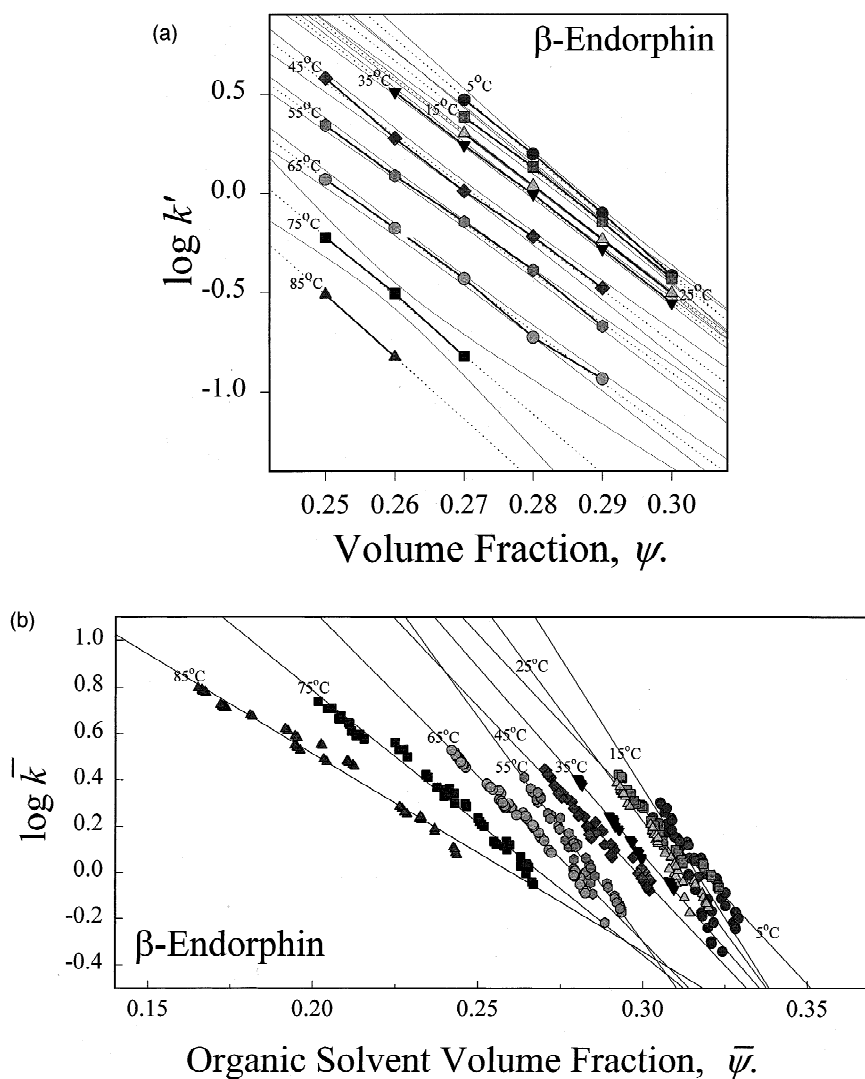 (a)
β-Endorphin
45°C
35°C
5°C
15°C
55°C
65°C
75°C
85°C
25°C
0.5
0.0
-0.5
-1.0
log k′
0.25 0.26 0.27 0.28 0.29 0.30
Volume Fraction, ψ.
(b)
85°C
75°C
65°C
55°C
45°C
35°C
25°C
15°C
5°C
1.0
0.8
0.6
0.4
0.2
0.0
-0.2
-0.4
log k̅
β-Endorphin
0.15 0.20 0.25 0.30 0.35
Organic Solvent Volume Fraction, ψ̅.